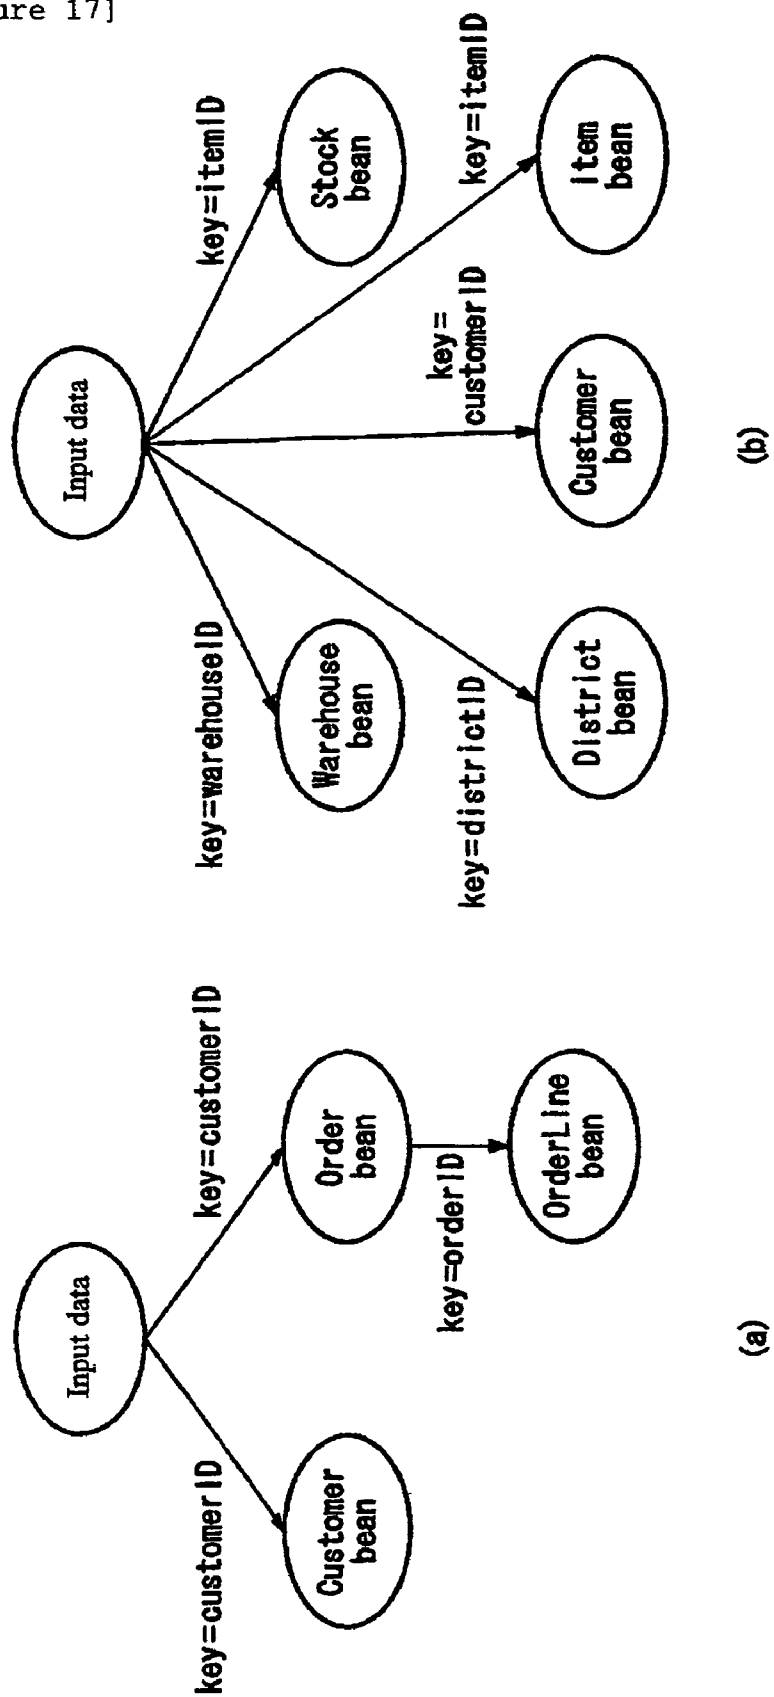 ure 17]
Input data
key=customerID
key=customerID
Customer
bean
Order
bean
key=orderID
OrderLine
bean
(a)
Input data
key=warehouseID
key=itemID
Warehouse
bean
Stock
bean
key=districtID
key=
customerID
key=itemID
District
bean
Customer
bean
Item
bean
(b)